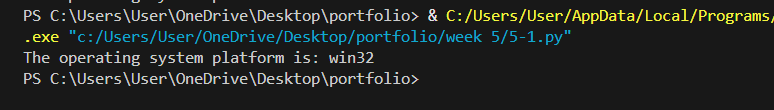 PS C:\Users\User\OneDrive\Desktop\portfolio> & C:/Users/User/AppData/Local/Programs/
.exe "c:/Users/User/OneDrive/Desktop/portfolio/week 5/5-1.py"
The operating system platform is: win32
PS C:\Users\User\OneDrive\Desktop\portfolio>